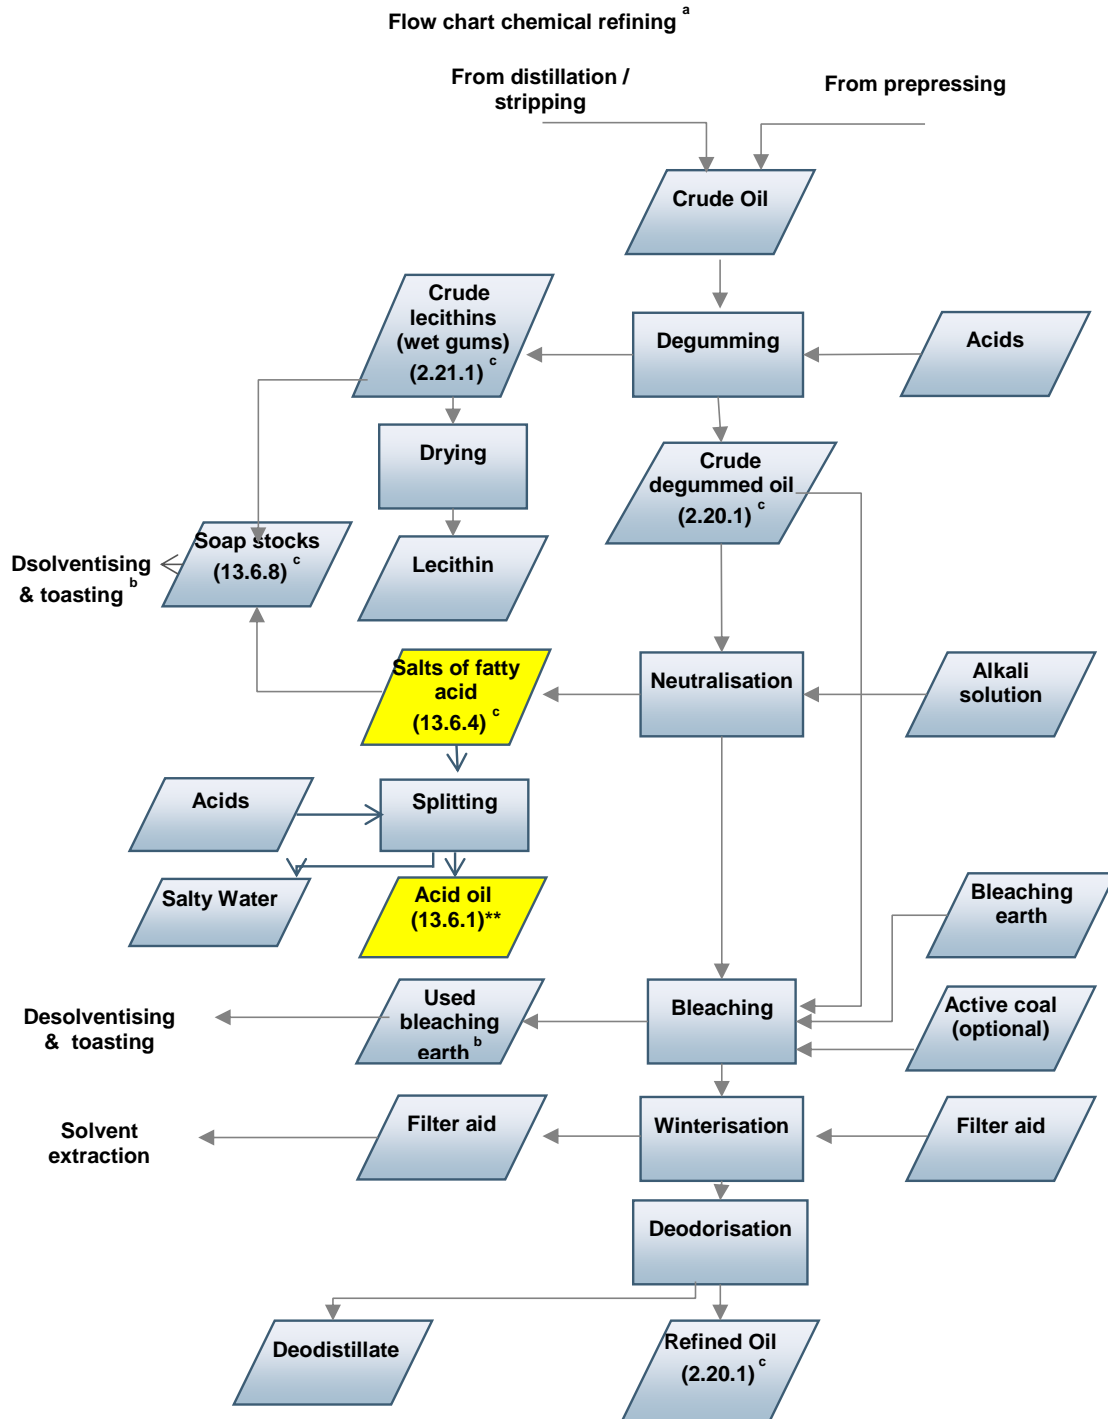 Flow chart chemical refining a
From distillation /
stripping
From prepressing
Crude Oil
Crude
lecithins
(wet gums)
(2.21.1) c
Degumming
Acids
Drying
Crude
degummed oil
(2.20.1) c
Soap stocks
(13.6.8) c
Dsolventising
& toasting b
Lecithin
Salts of fatty
acid
(13.6.4) c
Neutralisation
Alkali
solution
Acids
Splitting
Salty Water
Acid oil
(13.6.1)**
Bleaching
earth
Desolventising
& toasting
Used
bleaching
earth b
Bleaching
Active coal
(optional)
Solvent
extraction
Filter aid
Winterisation
Filter aid
Deodorisation
Deodistillate
Refined Oil
(2.20.1) c